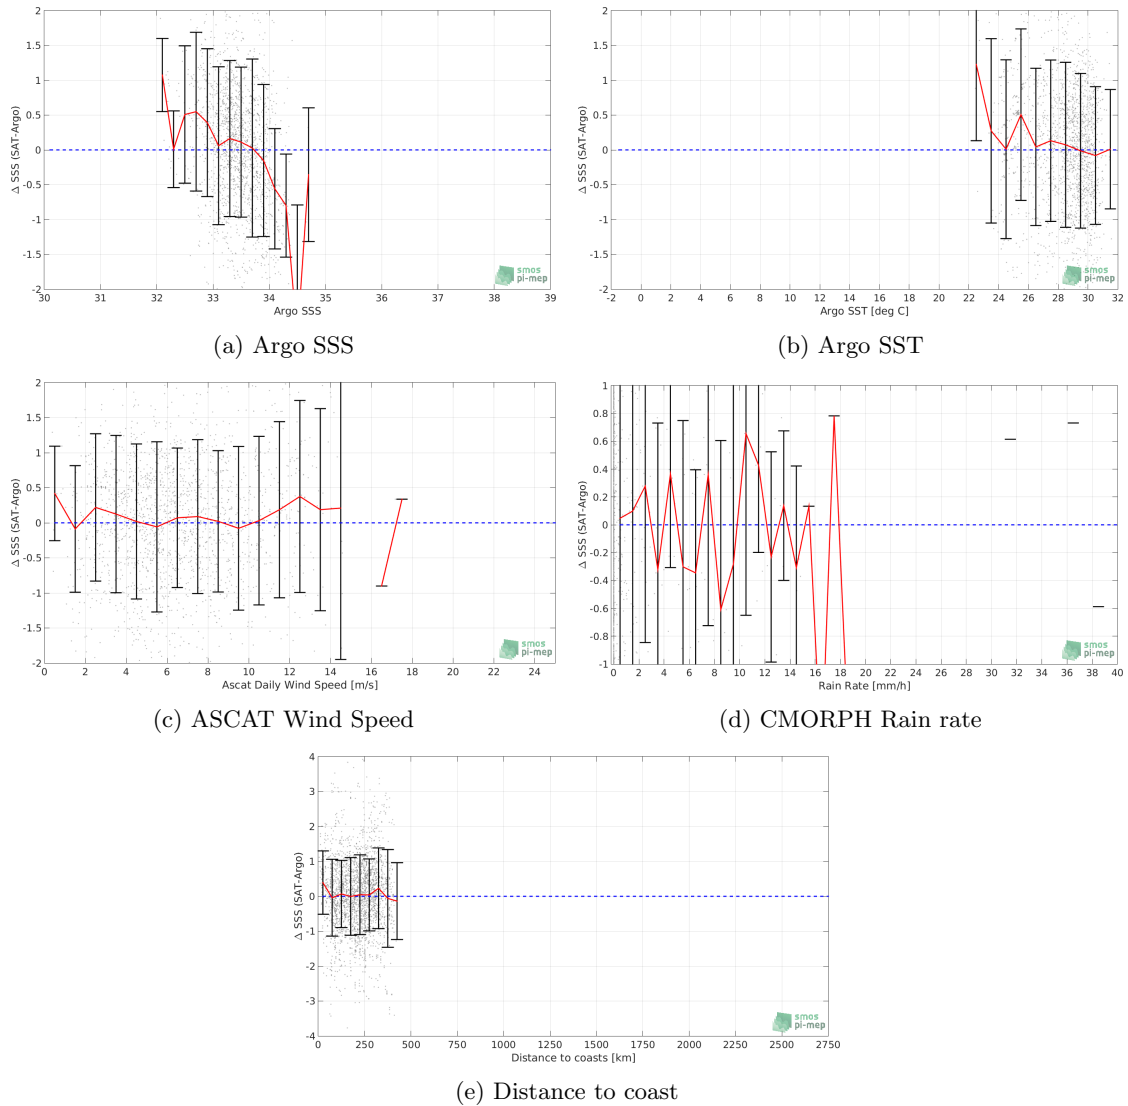 2
1.5
1
0.5
0
-0.5
-1
-1.5
-2
Δ SSS (SAT-Argo)
30 31 32 33 34 35 36 37 38 39
Argo SSS
smos
pi-mep
(a) Argo SSS
2
1.5
1
0.5
0
-0.5
-1
-1.5
-2
Δ SSS (SAT-Argo)
-2 0 2 4 6 8 10 12 14 16 18 20 22 24 26 28 30 32
Argo SST [deg C]
smos
pi-mep
(b) Argo SST
2
1.5
1
0.5
0
-0.5
-1
-1.5
-2
Δ SSS (SAT-Argo)
0 2 4 6 8 10 12 14 16 18 20 22 24
Ascat Daily Wind Speed [m/s]
smos
pi-mep
(c) ASCAT Wind Speed
1
0.8
0.6
0.4
0.2
0
-0.2
-0.4
-0.6
-0.8
-1
Δ SSS (SAT-Argo)
0 2 4 6 8 10 12 14 16 18 20 22 24 26 28 30 32 34 36 38 40
Rain Rate [mm/h]
smos
pi-mep
(d) CMORPH Rain rate
4
3
2
1
0
-1
-2
-3
-4
Δ SSS (SAT-Argo)
0 250 500 750 1000 1250 1500 1750 2000 2250 2500 2750
Distance to coasts [km]
smos
pi-mep
(e) Distance to coast